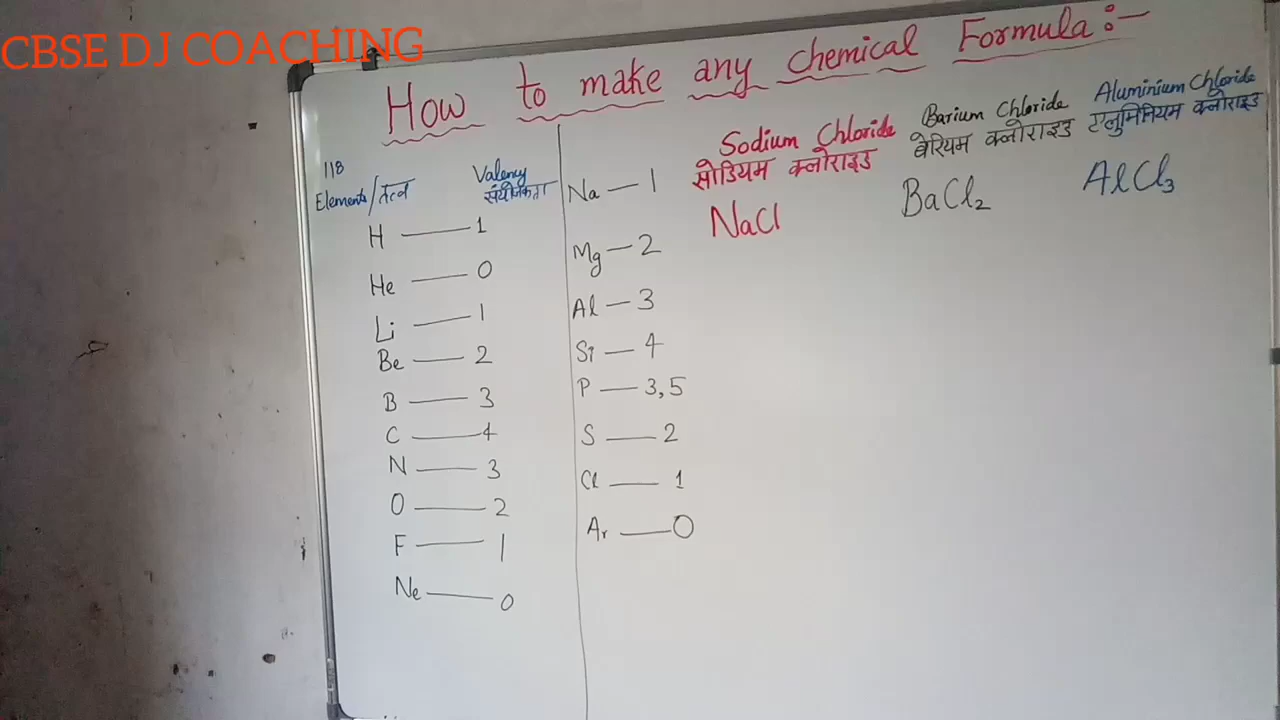 CBSE DJ COACHING
How to make any chemical Formula:-
118
Elements/तत्व Valency
संयोजकता
H — 1
He — 0
Li — 1
Be — 2
B — 3
C — 4
N — 3
O — 2
F — 1
Ne — 0
Na — 1
Mg — 2
Al — 3
Si — 4
P — 3,5
S — 2
Cl — 1
Ar — 0
Sodium Chloride
सोडियम क्लोराइड
NaCl
Barium Chloride
बेरियम क्लोराइड
BaCl₂
Aluminium Chloride
एलुमिनियम क्लोराइड
AlCl₃